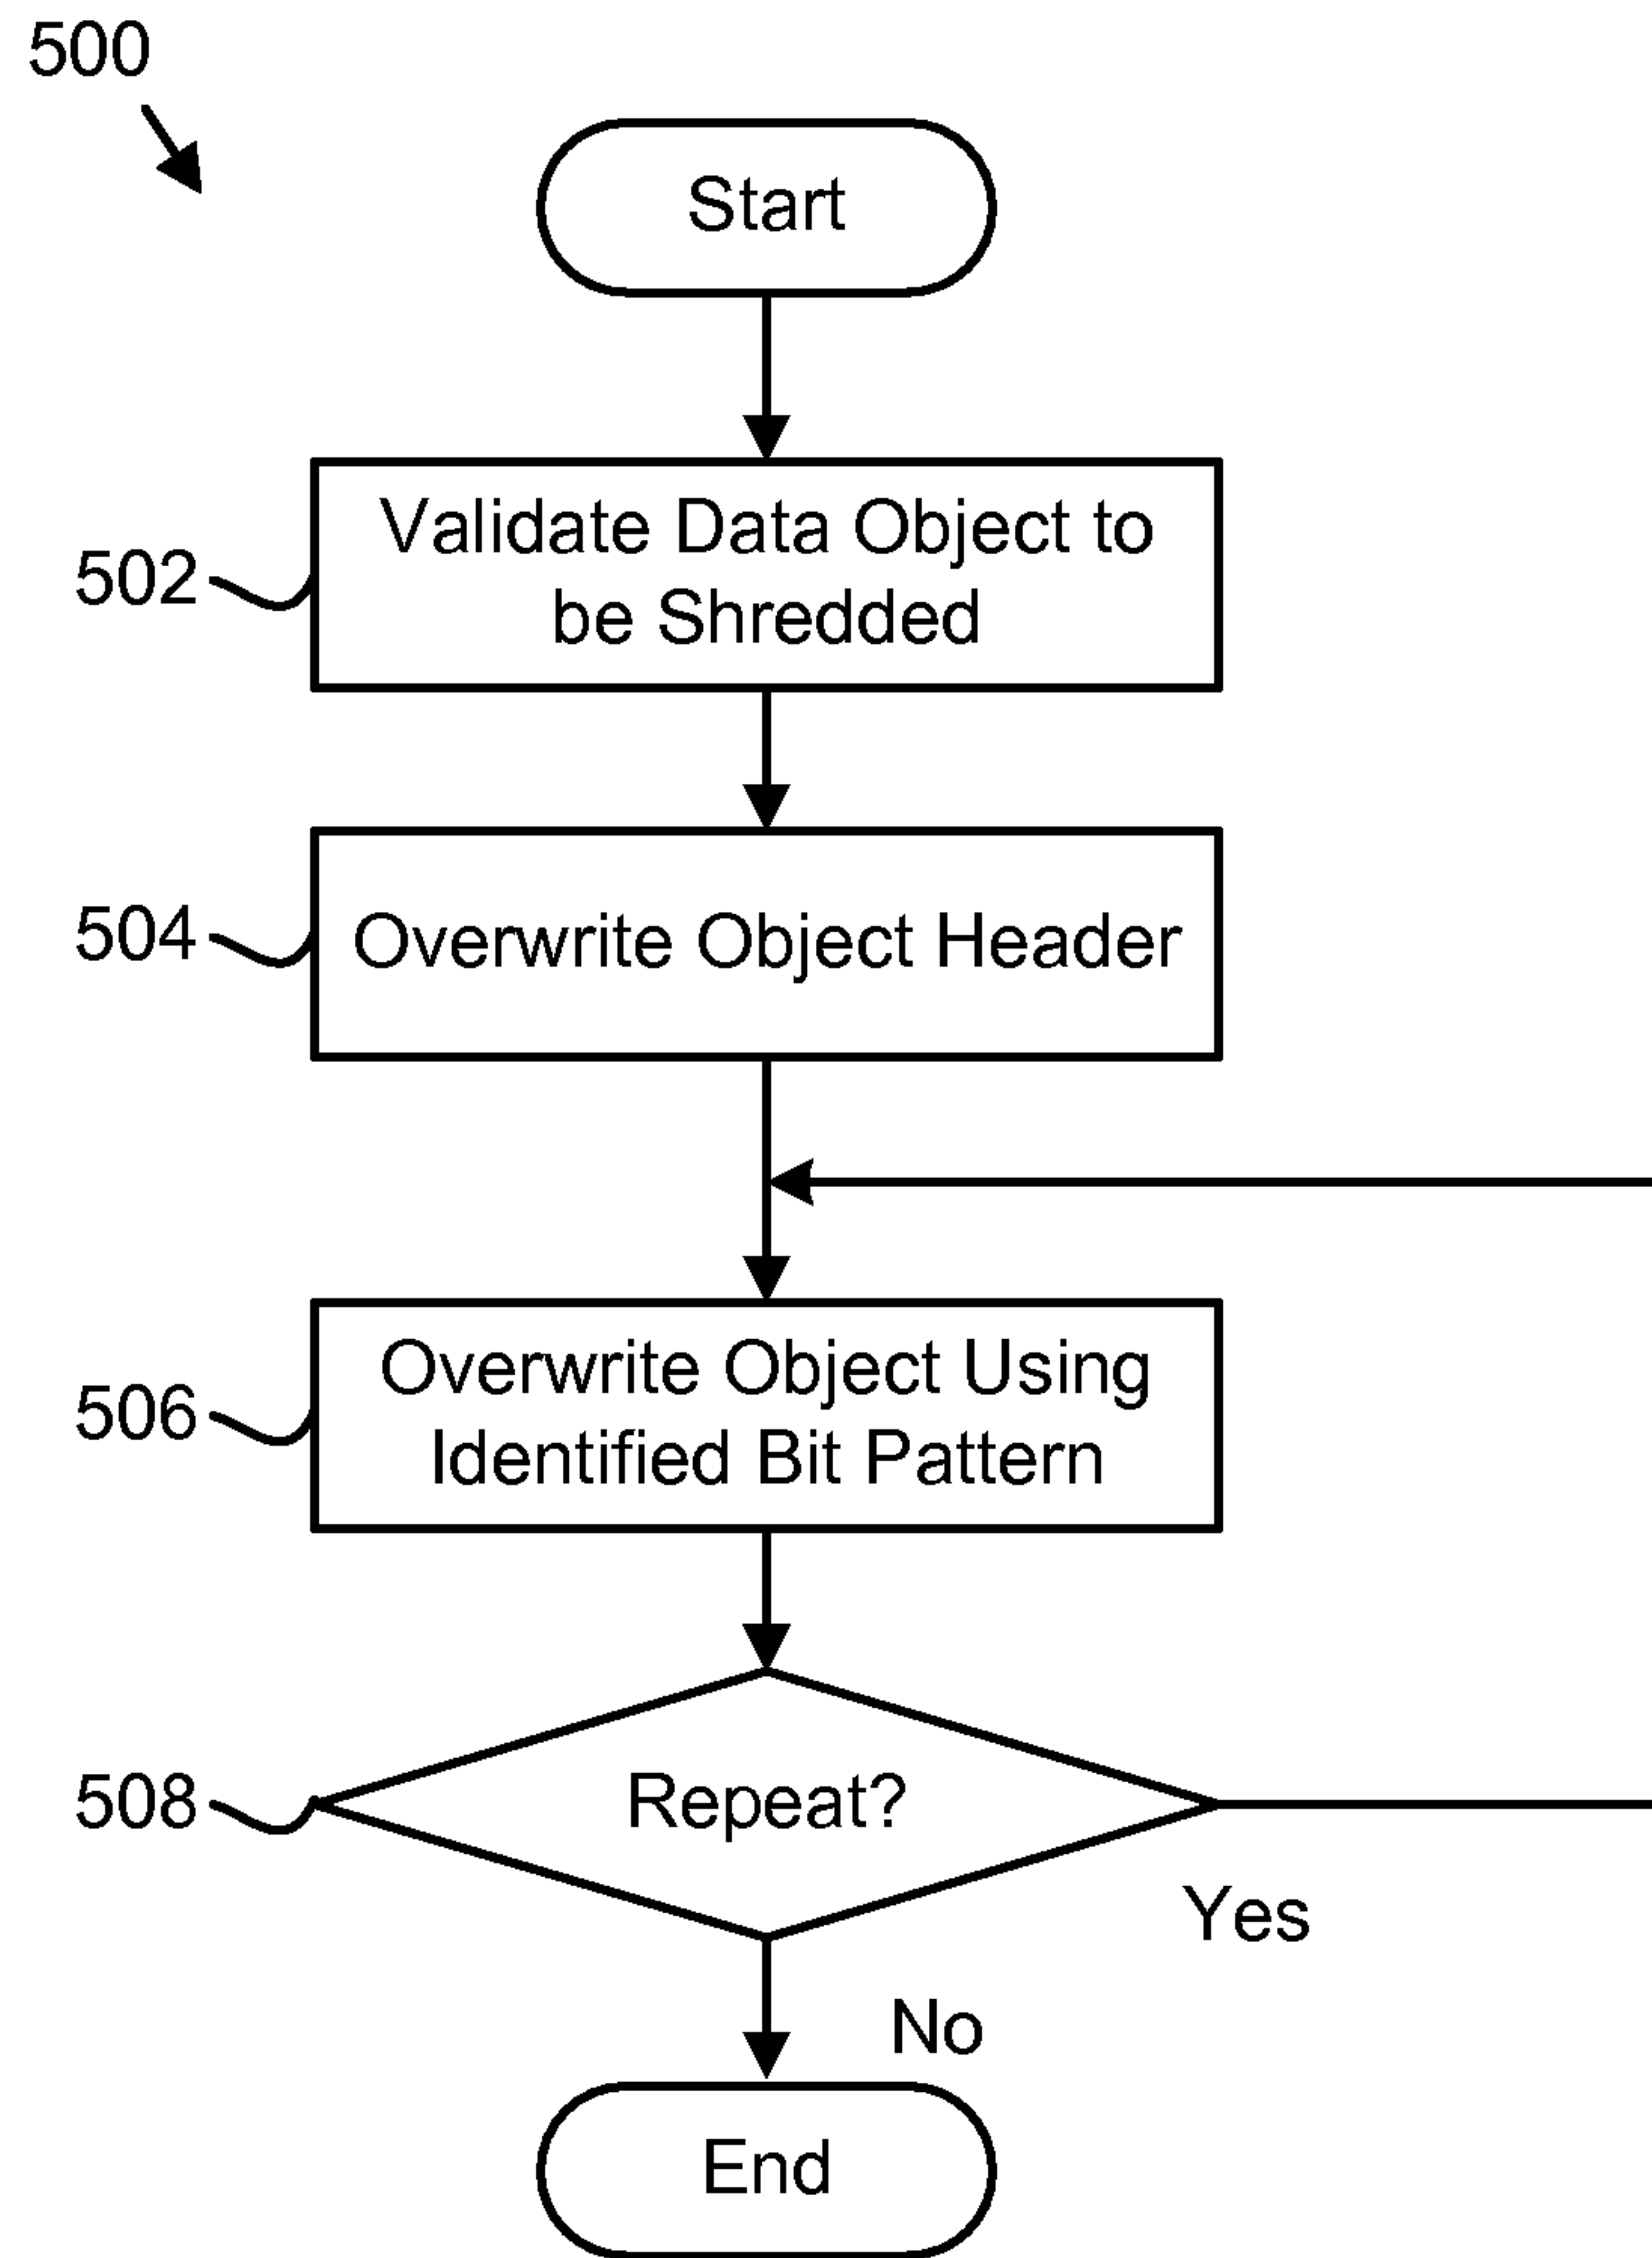 500
Start
502
Validate Data Object to
be Shredded
504
Overwrite Object Header
506
Overwrite Object Using
Identified Bit Pattern
508
Repeat?
Yes
No
End